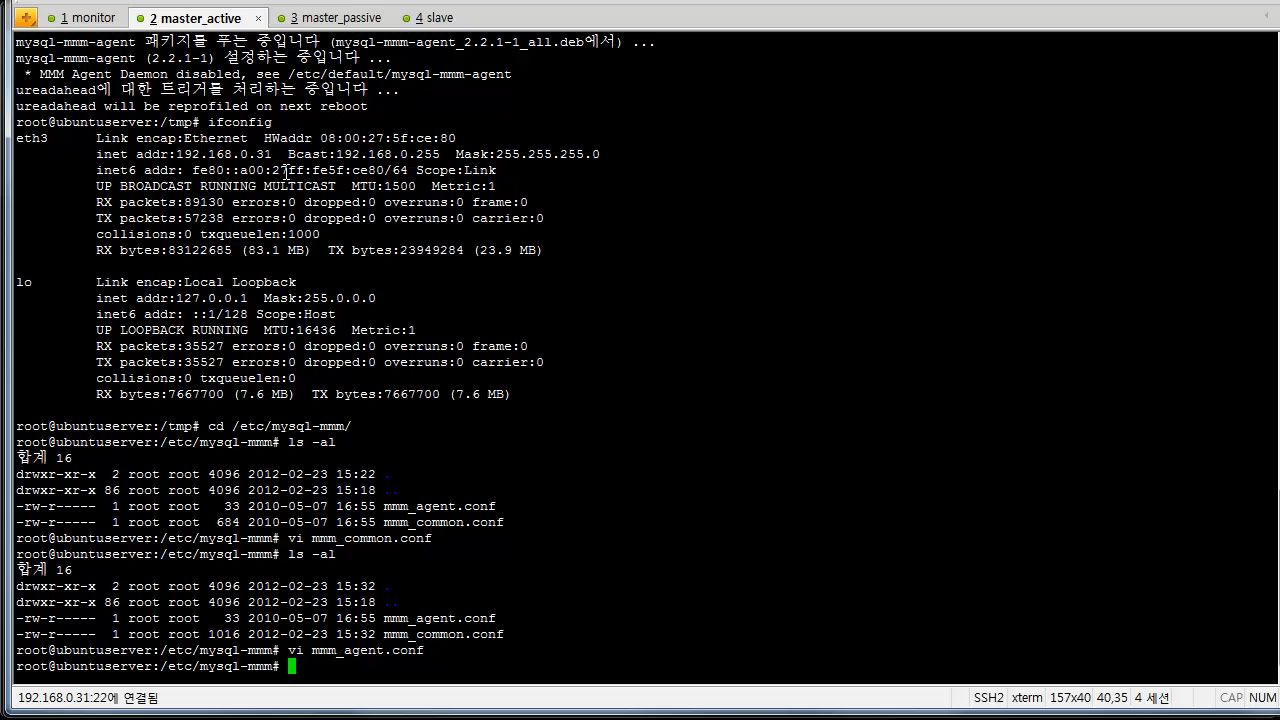 1 monitor
2 master_active ×
3 master_passive
4 slave
mysql-mmm-agent 패키지를 푸는 중입니다 (mysql-mmm-agent_2.2.1-1_all.deb에서) ...
mysql-mmm-agent (2.2.1-1) 설정하는 중입니다 ...
 * MMM Agent Daemon disabled, see /etc/default/mysql-mmm-agent
ureadahead에 대한 트리거를 처리하는 중입니다 ...
ureadahead will be reprofiled on next reboot
root@ubuntuserver:/tmp# ifconfig
eth3      Link encap:Ethernet  HWaddr 08:00:27:5f:ce:80
          inet addr:192.168.0.31  Bcast:192.168.0.255  Mask:255.255.255.0
          inet6 addr: fe80::a00:27ff:fe5f:ce80/64 Scope:Link
          UP BROADCAST RUNNING MULTICAST  MTU:1500  Metric:1
          RX packets:89130 errors:0 dropped:0 overruns:0 frame:0
          TX packets:57238 errors:0 dropped:0 overruns:0 carrier:0
          collisions:0 txqueuelen:1000
          RX bytes:83122685 (83.1 MB)  TX bytes:23949284 (23.9 MB)
lo        Link encap:Local Loopback
          inet addr:127.0.0.1  Mask:255.0.0.0
          inet6 addr: ::1/128 Scope:Host
          UP LOOPBACK RUNNING  MTU:16436  Metric:1
          RX packets:35527 errors:0 dropped:0 overruns:0 frame:0
          TX packets:35527 errors:0 dropped:0 overruns:0 carrier:0
          collisions:0 txqueuelen:0
          RX bytes:7667700 (7.6 MB)  TX bytes:7667700 (7.6 MB)
root@ubuntuserver:/tmp# cd /etc/mysql-mmm/
root@ubuntuserver:/etc/mysql-mmm# ls -al
합계 16
drwxr-xr-x  2 root root 4096 2012-02-23 15:22 .
drwxr-xr-x 86 root root 4096 2012-02-23 15:18 ..
-rw-r-----  1 root root   33 2010-05-07 16:55 mmm_agent.conf
-rw-r-----  1 root root  684 2010-05-07 16:55 mmm_common.conf
root@ubuntuserver:/etc/mysql-mmm# vi mmm_common.conf
root@ubuntuserver:/etc/mysql-mmm# ls -al
합계 16
drwxr-xr-x  2 root root 4096 2012-02-23 15:32 .
drwxr-xr-x 86 root root 4096 2012-02-23 15:18 ..
-rw-r-----  1 root root   33 2010-05-07 16:55 mmm_agent.conf
-rw-r-----  1 root root 1016 2012-02-23 15:32 mmm_common.conf
root@ubuntuserver:/etc/mysql-mmm# vi mmm_agent.conf
root@ubuntuserver:/etc/mysql-mmm#
192.168.0.31:22에 연결됨 SSH2 xterm 157x40 40,35 4 세션 CAP NUM